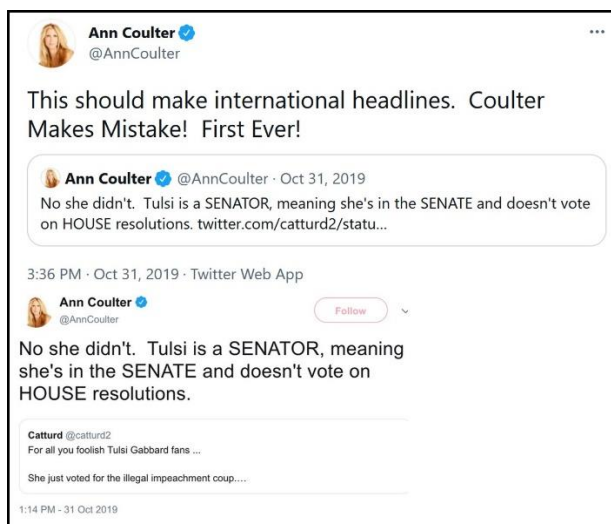 Ann Coulter
@AnnCoulter
This should make international headlines. Coulter
Makes Mistake! First Ever!
Ann Coulter @AnnCoulter · Oct 31, 2019
No she didn't. Tulsi is a SENATOR, meaning she's in the SENATE and doesn't vote
on HOUSE resolutions. twitter.com/catturd2/statu...
3:36 PM · Oct 31, 2019 · Twitter Web App
Ann Coulter
@AnnCoulter
Follow
No she didn't. Tulsi is a SENATOR, meaning
she's in the SENATE and doesn't vote on
HOUSE resolutions.
Catturd @catturd2
For all you foolish Tulsi Gabbard fans ...
She just voted for the illegal impeachment coup....
1:14 PM - 31 Oct 2019